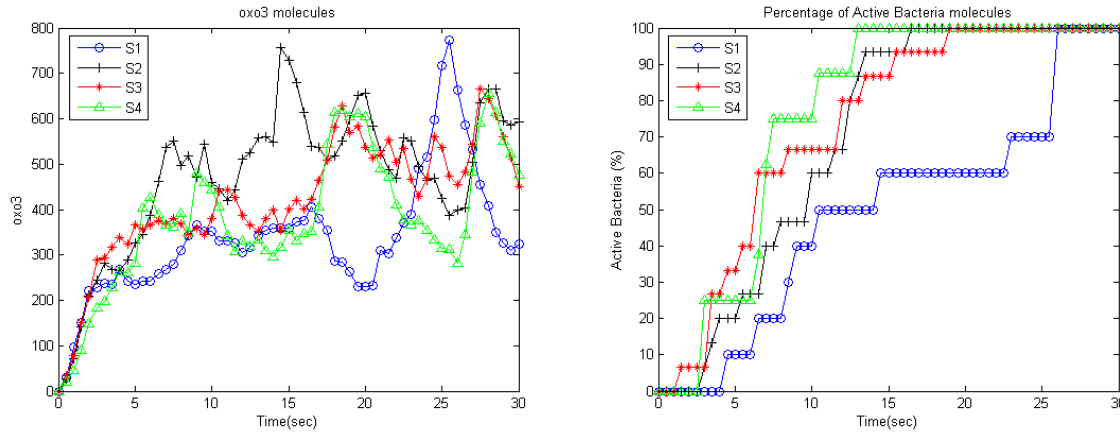 oxo3 molecules
800
700
600
500
400
300
200
100
0
oxo3
S1
S2
S3
S4
0 5 10 15 20 25 30
Time(sec)
Percentage of Active Bacteria molecules
100
90
80
70
60
50
40
30
20
10
0
Active Bacteria (%)
S1
S2
S3
S4
0 5 10 15 20 25 30
Time(sec)